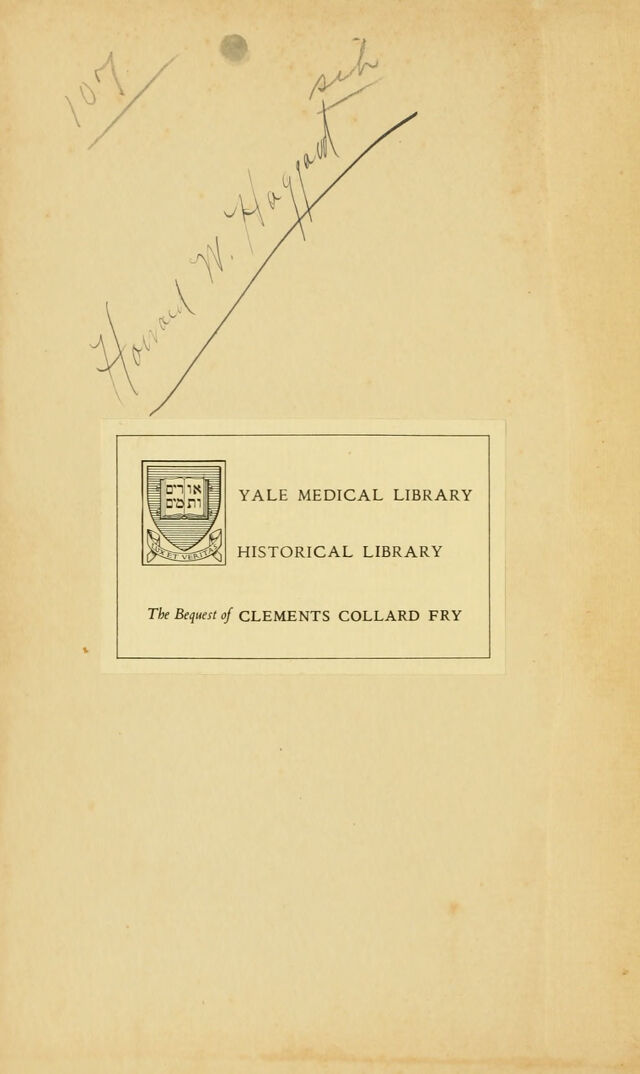 107
Howard W. Haggard
אורים
ותמים
LUX ET VERITAS
YALE MEDICAL LIBRARY
HISTORICAL LIBRARY
The Bequest of CLEMENTS COLLARD FRY